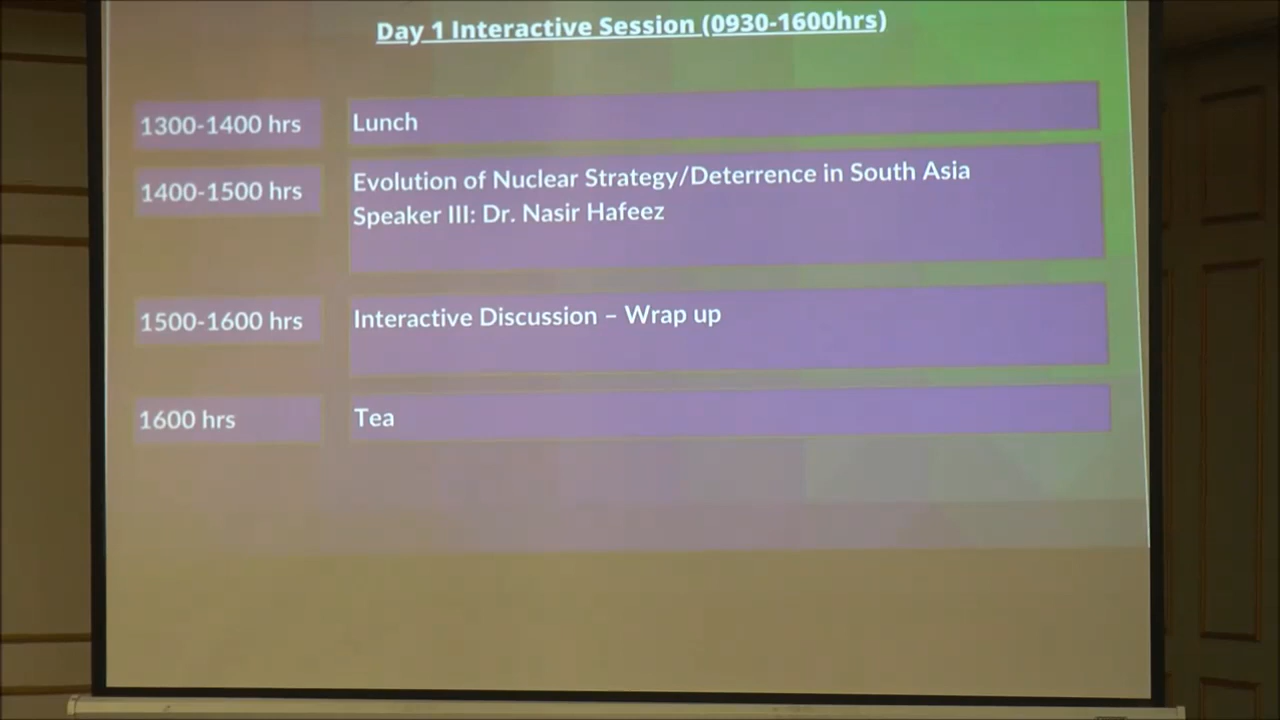 Day 1 Interactive Session (0930-1600hrs)
1300-1400 hrs
Lunch
1400-1500 hrs
Evolution of Nuclear Strategy/Deterrence in South Asia
Speaker III: Dr. Nasir Hafeez
1500-1600 hrs
Interactive Discussion – Wrap up
1600 hrs
Tea